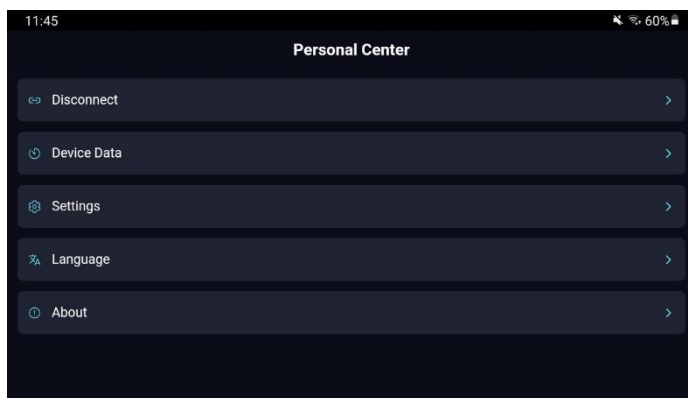 11:45
60%
Personal Center
Disconnect
Device Data
Settings
Language
About